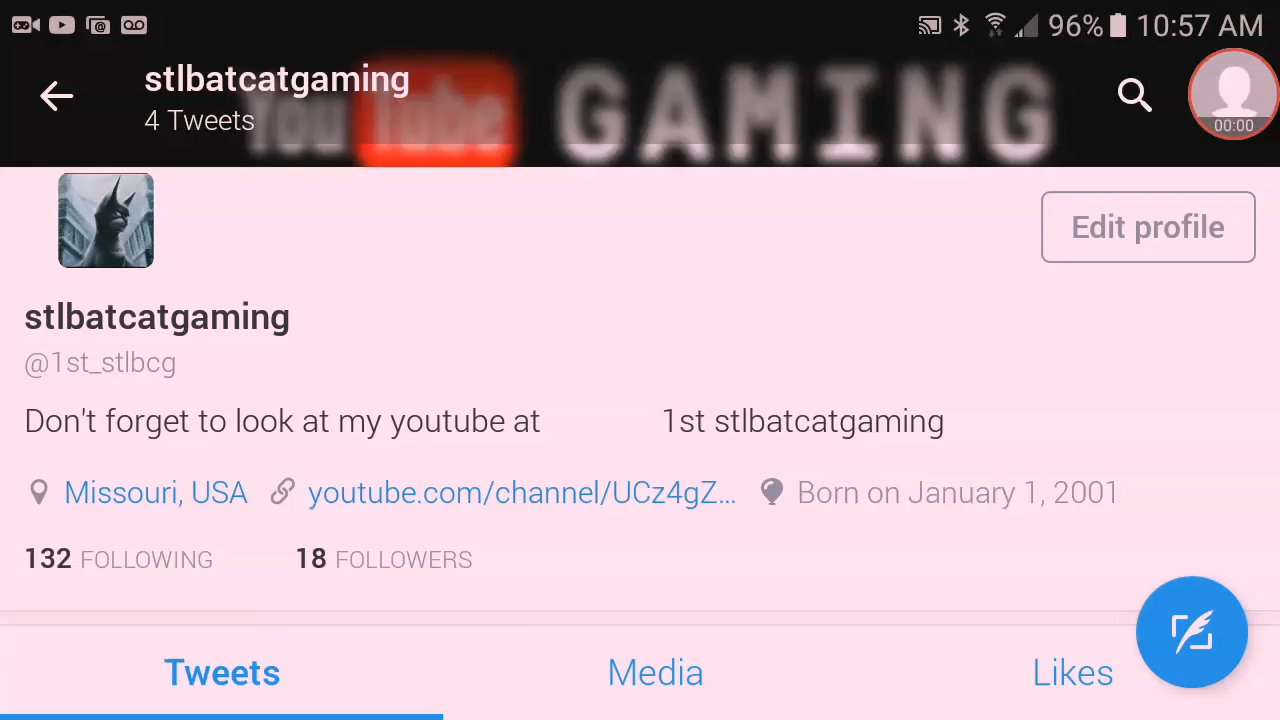 96% 10:57 AM
stlbatcatgaming
4 Tweets
You Tube GAMING
00:00
Edit profile
stlbatcatgaming
@1st_stlbcg
Don't forget to look at my youtube at 1st stlbatcatgaming
Missouri, USA youtube.com/channel/UCz4gZ... Born on January 1, 2001
132 FOLLOWING 18 FOLLOWERS
Tweets Media Likes